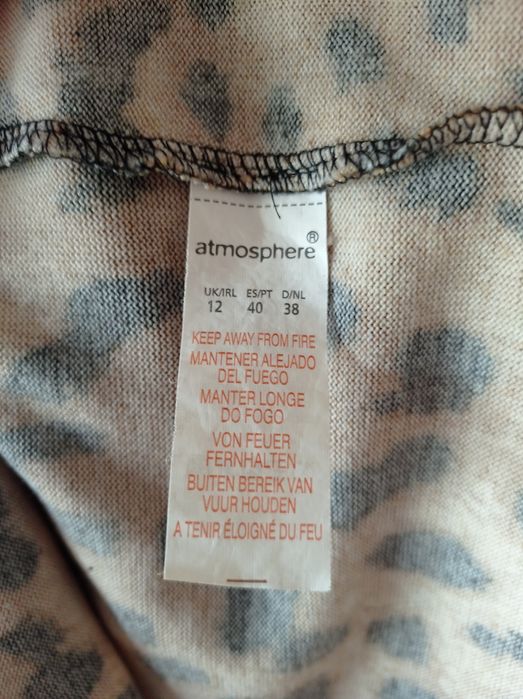 atmosphere®
UK/IRL ES/PT D/NL
12 40 38
KEEP AWAY FROM FIRE
MANTENER ALEJADO
DEL FUEGO
MANTER LONGE
DO FOGO
VON FEUER
FERNHALTEN
BUITEN BEREIK VAN
VUUR HOUDEN
A TENIR ÉLOIGNÉ DU FEU